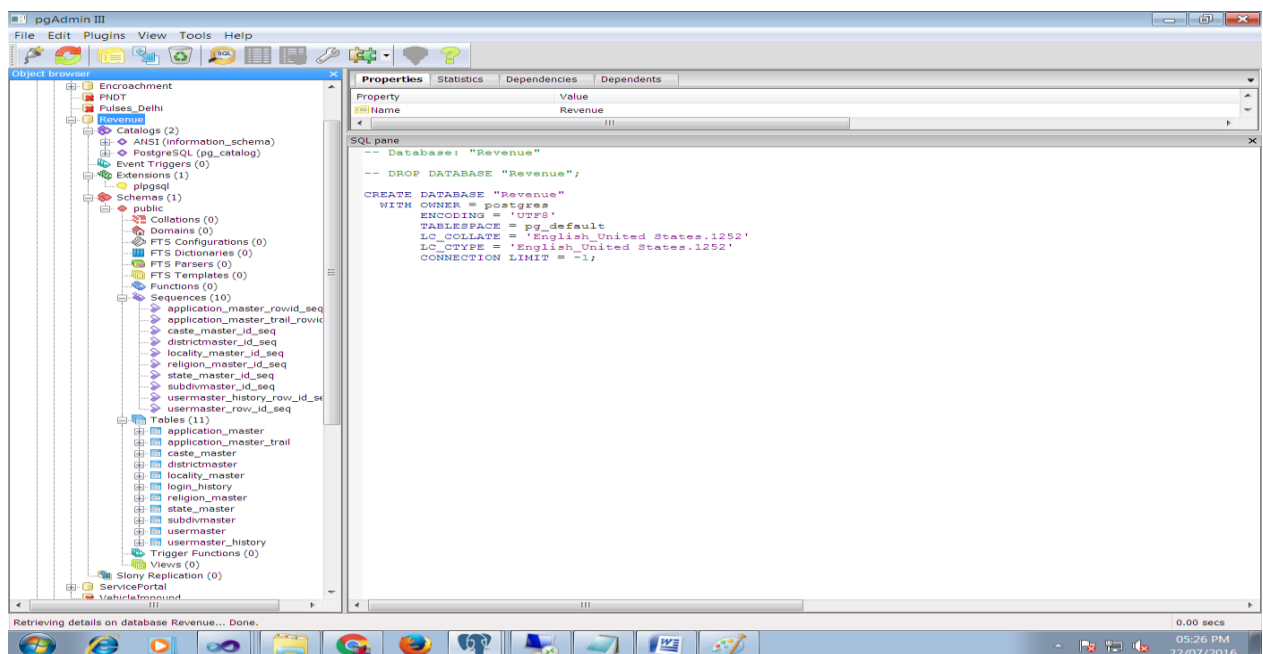 pgAdmin III
File Edit Plugins View Tools Help
SQL
Object browser
Encroachment
PNDT
Pulses_Delhi
Revenue
Catalogs (2)
ANSI (information_schema)
PostgreSQL (pg_catalog)
Event Triggers (0)
Extensions (1)
plpgsql
Schemas (1)
public
Collations (0)
Domains (0)
FTS Configurations (0)
FTS Dictionaries (0)
FTS Parsers (0)
FTS Templates (0)
Functions (0)
Sequences (10)
application_master_rowid_seq
application_master_trail_rowic
caste_master_id_seq
districtmaster_id_seq
locality_master_id_seq
religion_master_id_seq
state_master_id_seq
subdivmaster_id_seq
usermaster_history_row_id_se
usermaster_row_id_seq
Tables (11)
application_master
application_master_trail
caste_master
districtmaster
locality_master
login_history
religion_master
state_master
subdivmaster
usermaster
usermaster_history
Trigger Functions (0)
Views (0)
Slony Replication (0)
ServicePortal
VehicleImpound
Properties Statistics Dependencies Dependents
Property Value
Name Revenue
SQL pane
-- Database: "Revenue"
-- DROP DATABASE "Revenue";
CREATE DATABASE "Revenue"
WITH OWNER = postgres
ENCODING = 'UTF8'
TABLESPACE = pg_default
LC_COLLATE = 'English_United States.1252'
LC_CTYPE = 'English_United States.1252'
CONNECTION LIMIT = -1;
Retrieving details on database Revenue... Done.
0.00 secs
05:26 PM
22/07/2016